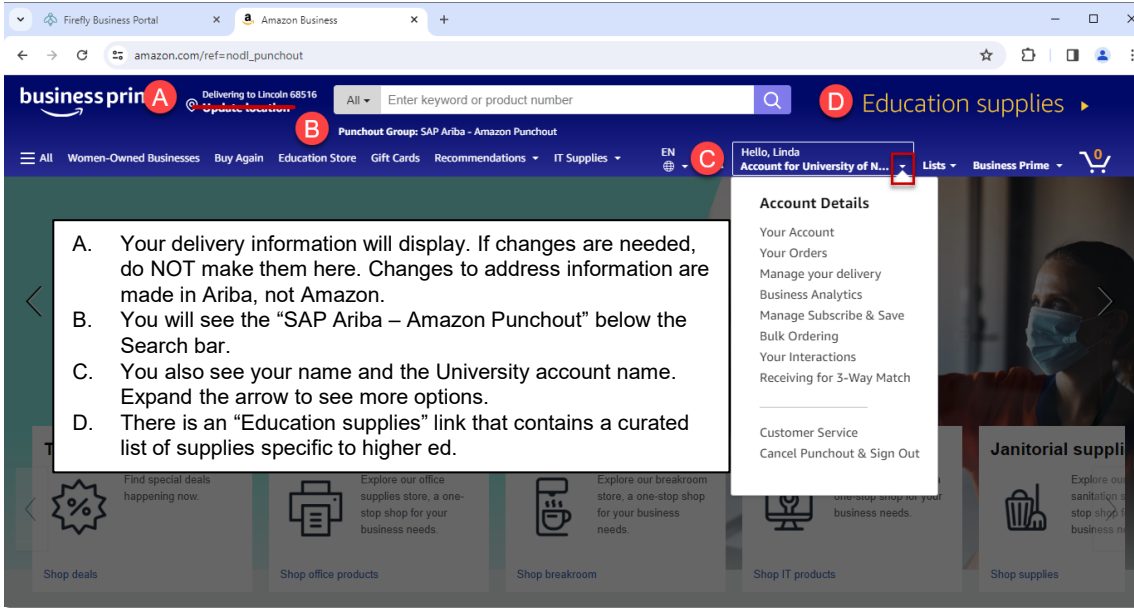 Firefly Business Portal
Amazon Business
amazon.com/ref=nodl_punchout
business prin
A
Delivering to Lincoln 68516
Update location
All
Enter keyword or product number
D
Education supplies
B
Punchout Group: SAP Ariba - Amazon Punchout
All
Women-Owned Businesses
Buy Again
Education Store
Gift Cards
Recommendations
IT Supplies
EN
C
Hello, Linda
Account for University of N...
Lists
Business Prime
0
Account Details
Your Account
Your Orders
Manage your delivery
Business Analytics
Manage Subscribe & Save
Bulk Ordering
Your Interactions
Receiving for 3-Way Match
Customer Service
Cancel Punchout & Sign Out
A. Your delivery information will display. If changes are needed,
do NOT make them here. Changes to address information are
made in Ariba, not Amazon.
B. You will see the “SAP Ariba – Amazon Punchout” below the
Search bar.
C. You also see your name and the University account name.
Expand the arrow to see more options.
D. There is an “Education supplies” link that contains a curated
list of supplies specific to higher ed.
T
Find special deals
happening now.
Shop deals
Explore our office
supplies store, a one-
stop shop for your
business needs.
Shop office products
Explore our breakroom
store, a one-stop shop
for your business
needs.
Shop breakroom
one-stop shop for your
business needs.
Shop IT products
Janitorial suppli
Explore our
sanitation s
stop shop f
business n
Shop supplies